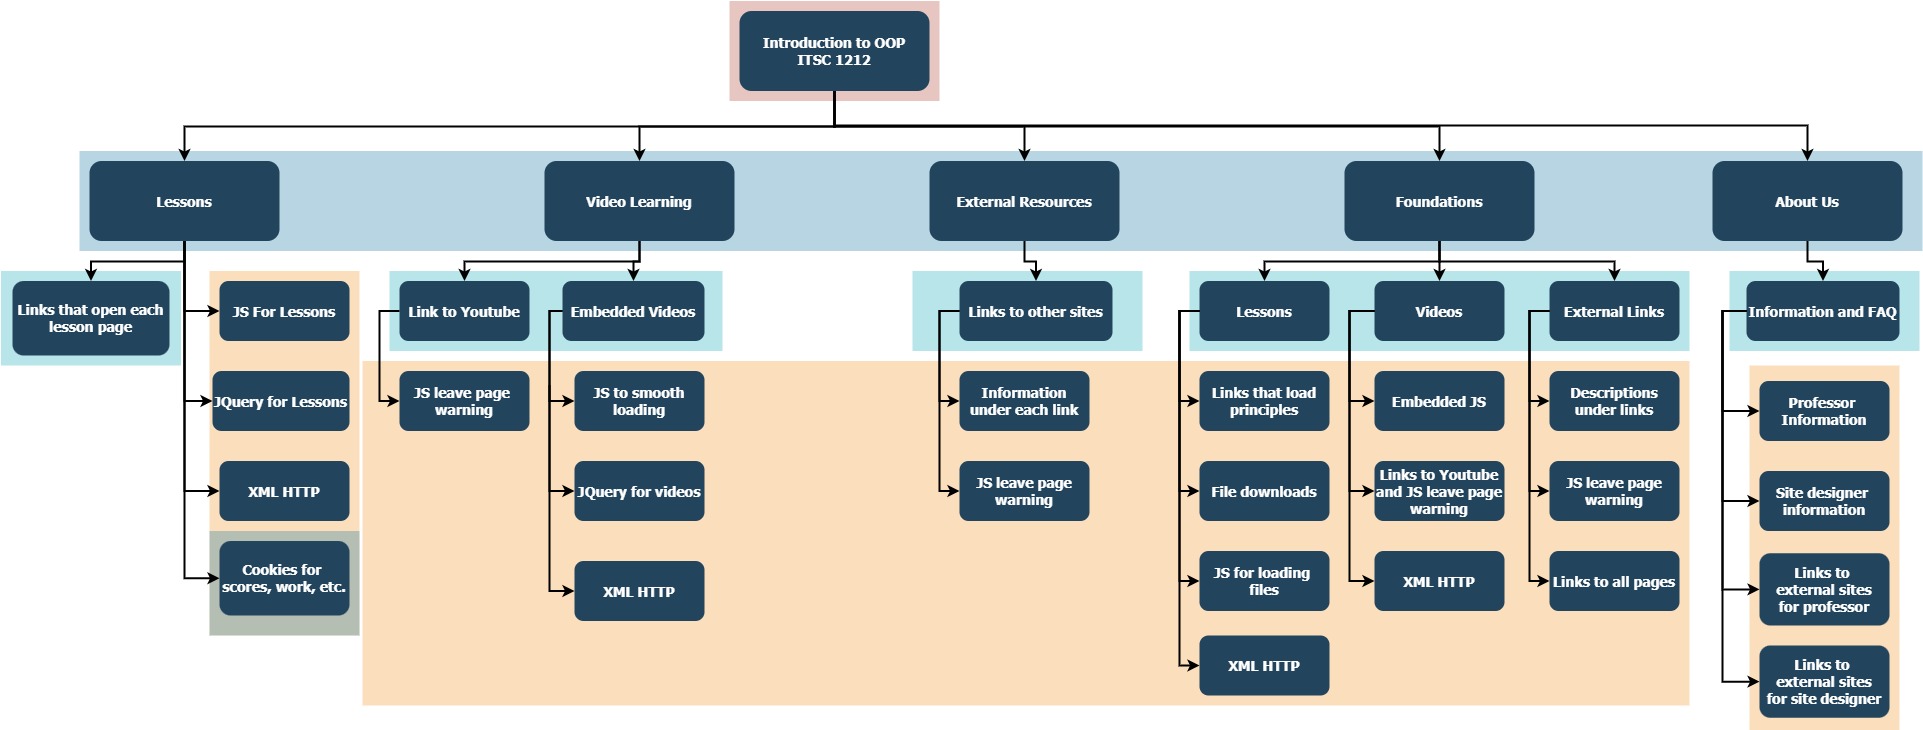 Introduction to OOP
ITSC 1212
Lessons
Video Learning
External Resources
Foundations
About Us
Links that open each
lesson page
JS For Lessons
JQuery for Lessons
XML HTTP
Cookies for
scores, work, etc.
Link to Youtube
JS leave page
warning
Embedded Videos
JS to smooth
loading
JQuery for videos
XML HTTP
Links to other sites
Information
under each link
JS leave page
warning
Lessons
Links that load
principles
File downloads
JS for loading
files
XML HTTP
Videos
Embedded JS
Links to Youtube
and JS leave page
warning
XML HTTP
External Links
Descriptions
under links
JS leave page
warning
Links to all pages
Information and FAQ
Professor
Information
Site designer
information
Links to
external sites
for professor
Links to
external sites
for site designer